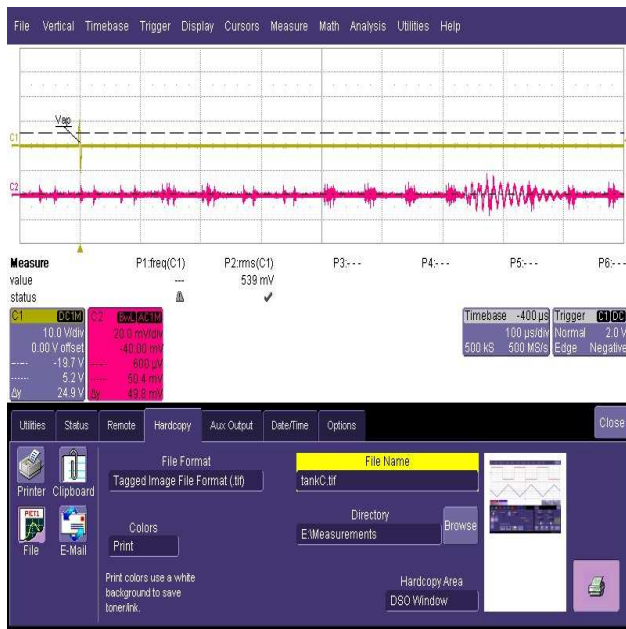 File Vertical Timebase Trigger Display Cursors Measure Math Analysis Utilities Help
Vap
C1
C2
Measure P1:freq(C1) P2:rms(C1) P3:- - - P4:- - - P5:- - - P6:- - -
value --- 539 mV
status
C1 DC1M C2 BwL AC1M Timebase -400 µs Trigger C1 DC
10.0 V/div 20.0 mV/div 100 µs/div Normal 2.0 V
0.00 V offset -40.00 mV 500 kS 500 MS/s Edge Negative
-19.7 V 600 µV
5.2 V 50.4 mV
Δy 24.9 V Δy 49.8 mV
Utilities Status Remote Hardcopy Aux Output Date/Time Options Close
File Format File Name
Printer Clipboard Tagged Image File Format (.tif) tankC.tif
Directory
Colors E:\Measurements Browse
File E-Mail Print
Print colors use a white Hardcopy Area
background to save DSO Window
toner/ink.